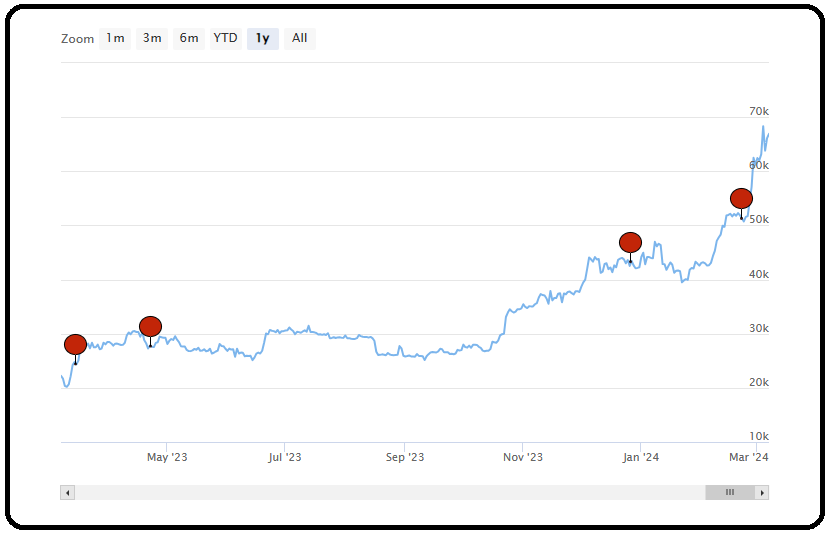 Zoom 1m 3m 6m YTD 1y All
70k
60k
50k
40k
30k
20k
10k
May '23 Jul '23 Sep '23 Nov '23 Jan '24 Mar '24